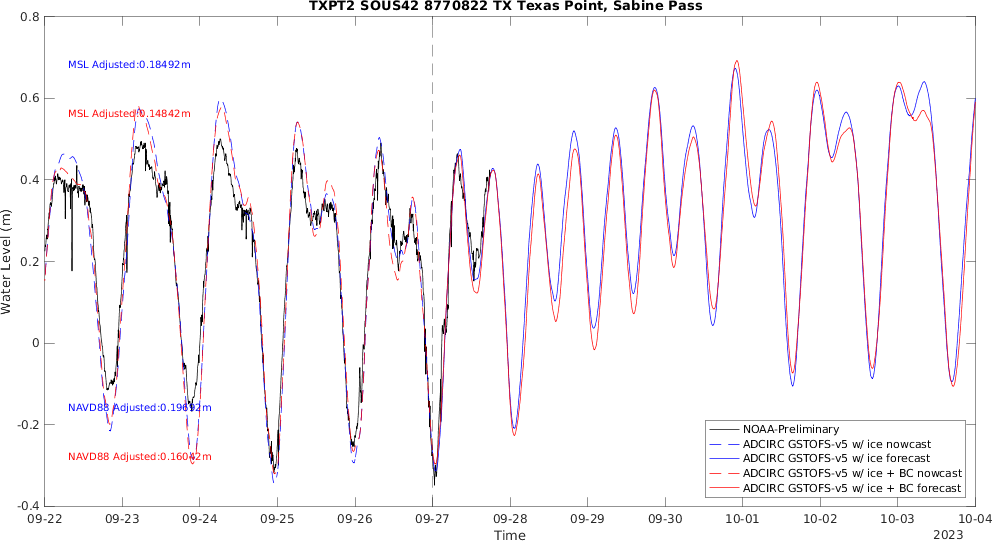 TXPT2 SOUS42 8770822 TX Texas Point, Sabine Pass
0.8
0.6
0.4
0.2
0
-0.2
-0.4
Water Level (m)
MSL Adjusted:0.18492m
MSL Adjusted:0.14842m
NAVD88 Adjusted:0.19692m
NAVD88 Adjusted:0.16042m
NOAA-Preliminary
ADCIRC GSTOFS-v5 w/ ice nowcast
ADCIRC GSTOFS-v5 w/ ice forecast
ADCIRC GSTOFS-v5 w/ ice + BC nowcast
ADCIRC GSTOFS-v5 w/ ice + BC forecast
09-22 09-23 09-24 09-25 09-26 09-27 09-28 09-29 09-30 10-01 10-02 10-03 10-04
Time
2023